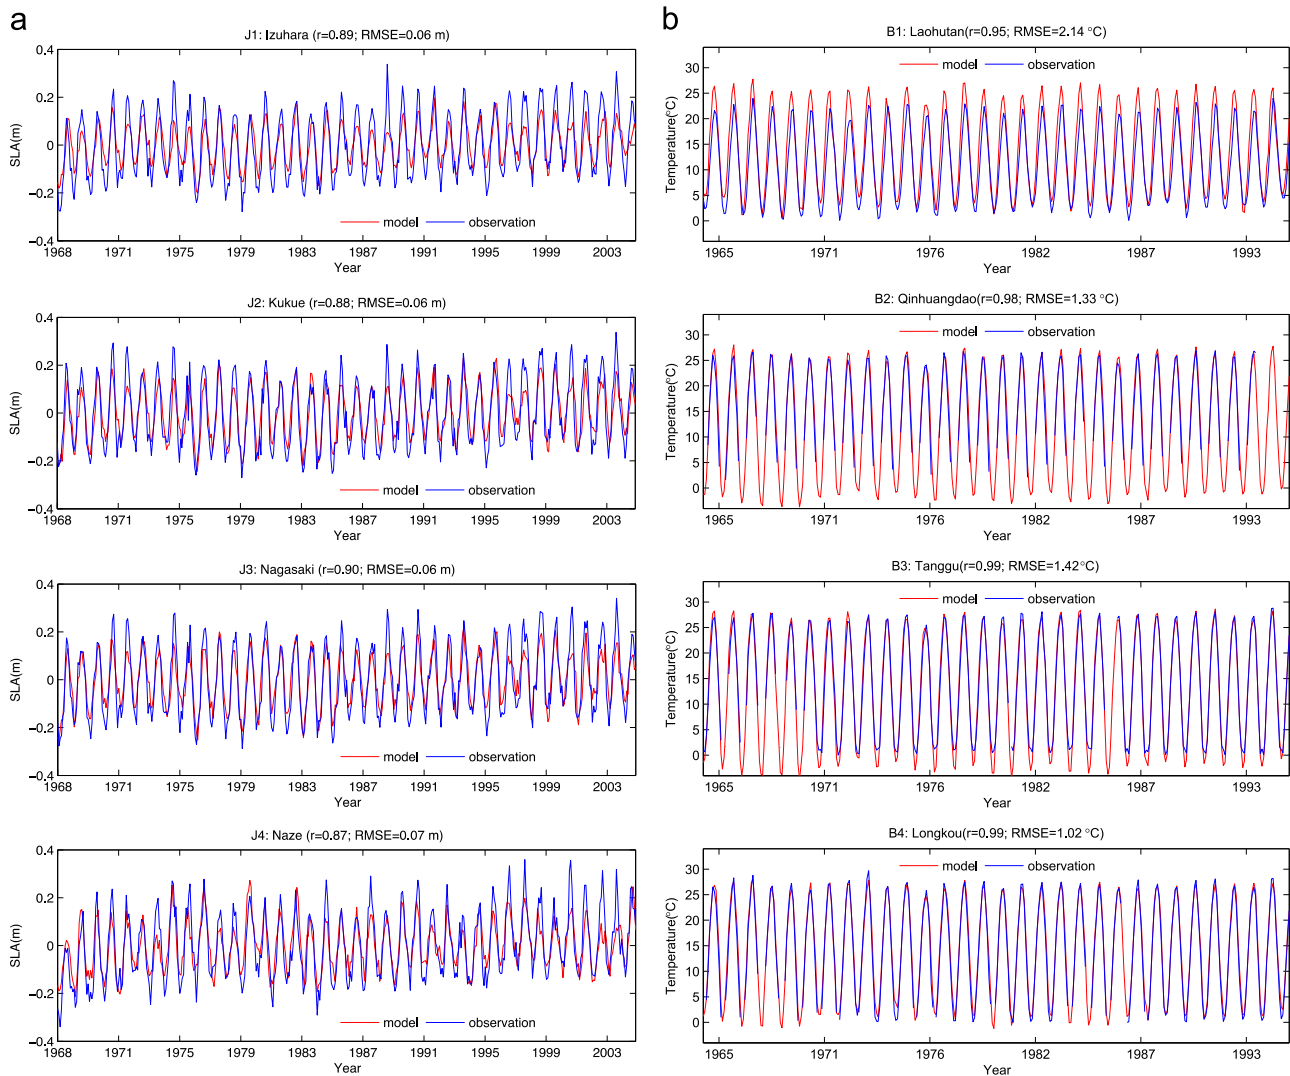 a
J1: Izuhara (r=0.89; RMSE=0.06 m)
0.4
0.2
0
−0.2
−0.4
SLA(m)
model observation
1968 1971 1975 1979 1983 1987 1991 1995 1999 2003
Year
J2: Kukue (r=0.88; RMSE=0.06 m)
0.4
0.2
0
−0.2
−0.4
SLA(m)
model observation
1968 1971 1975 1979 1983 1987 1991 1995 1999 2003
Year
J3: Nagasaki (r=0.90; RMSE=0.06 m)
0.4
0.2
0
−0.2
−0.4
SLA(m)
model observation
1968 1971 1975 1979 1983 1987 1991 1995 1999 2003
Year
J4: Naze (r=0.87; RMSE=0.07 m)
0.4
0.2
0
−0.2
−0.4
SLA(m)
model observation
1968 1971 1975 1979 1983 1987 1991 1995 1999 2003
Year
b
B1: Laohutan(r=0.95; RMSE=2.14 °C)
model observation
30
25
20
15
10
5
0
Temperature(°C)
1965 1971 1976 1982 1987 1993
Year
B2: Qinhuangdao(r=0.98; RMSE=1.33 °C)
model observation
30
25
20
15
10
5
0
Temperature(°C)
1965 1971 1976 1982 1987 1993
Year
B3: Tanggu(r=0.99; RMSE=1.42°C)
model observation
30
25
20
15
10
5
0
Temperature(°C)
1965 1971 1976 1982 1987 1993
Year
B4: Longkou(r=0.99; RMSE=1.02 °C)
model observation
30
25
20
15
10
5
0
Temperature(°C)
1965 1971 1976 1982 1987 1993
Year